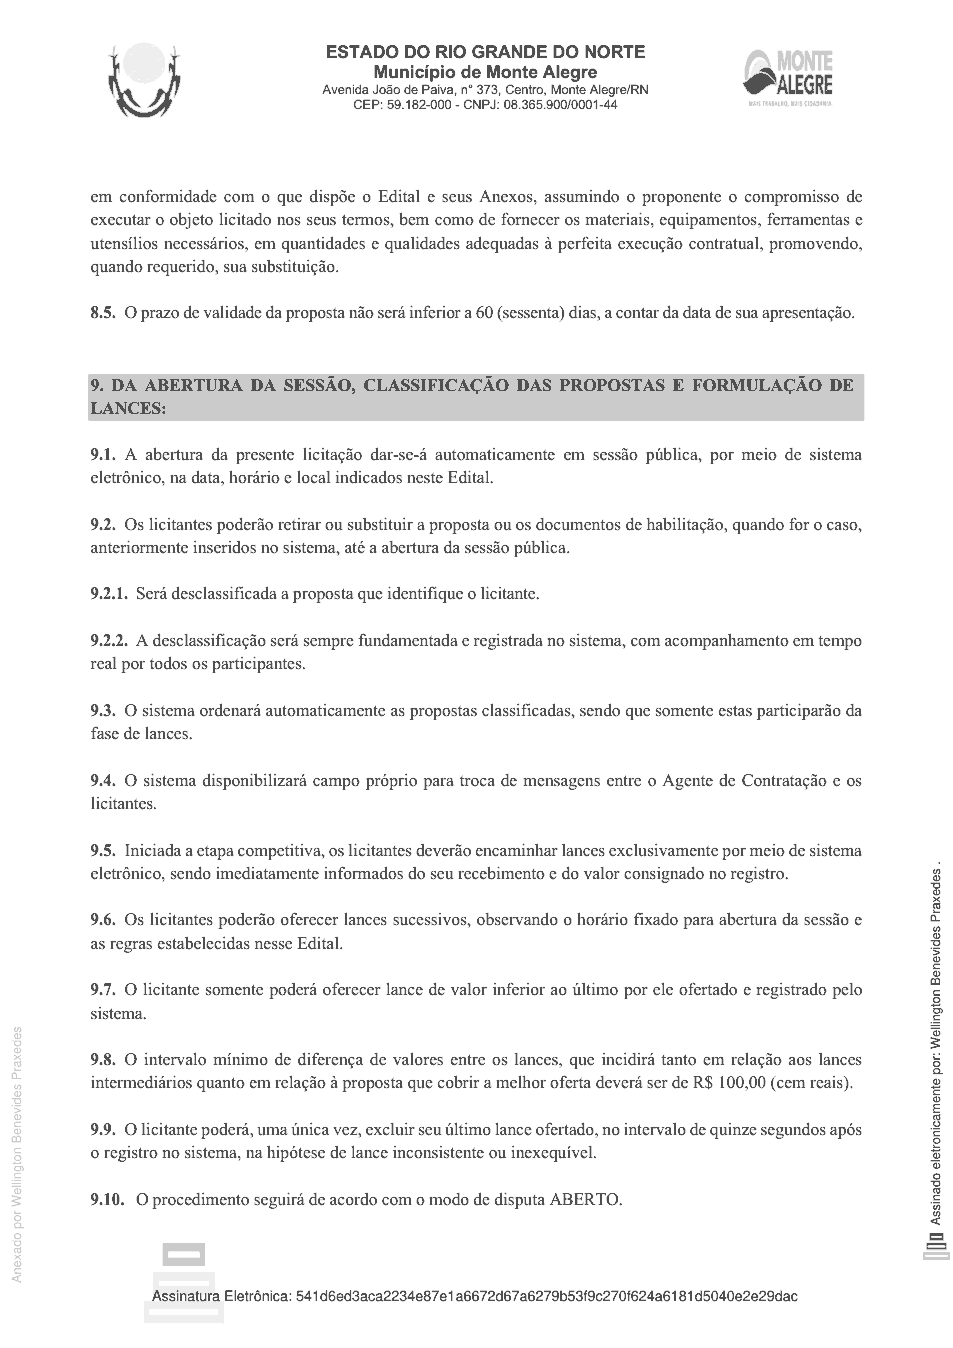 ESTADO DO RIO GRANDE DO NORTE
Município de Monte Alegre
Avenida João de Paiva, n° 373, Centro, Monte Alegre/RN
CEP: 59.182-000 - CNPJ: 08.365.900/0001-44
MONTE
ALEGRE
MAIS TRABALHO, MAIS CIDADANIA
em conformidade com o que dispõe o Edital e seus Anexos, assumindo o proponente o compromisso de
executar o objeto licitado nos seus termos, bem como de fornecer os materiais, equipamentos, ferramentas e
utensílios necessários, em quantidades e qualidades adequadas à perfeita execução contratual, promovendo,
quando requerido, sua substituição.
8.5. O prazo de validade da proposta não será inferior a 60 (sessenta) dias, a contar da data de sua apresentação.
9. DA ABERTURA DA SESSÃO, CLASSIFICAÇÃO DAS PROPOSTAS E FORMULAÇÃO DE
LANCES:
9.1. A abertura da presente licitação dar-se-á automaticamente em sessão pública, por meio de sistema
eletrônico, na data, horário e local indicados neste Edital.
9.2. Os licitantes poderão retirar ou substituir a proposta ou os documentos de habilitação, quando for o caso,
anteriormente inseridos no sistema, até a abertura da sessão pública.
9.2.1. Será desclassificada a proposta que identifique o licitante.
9.2.2. A desclassificação será sempre fundamentada e registrada no sistema, com acompanhamento em tempo
real por todos os participantes.
9.3. O sistema ordenará automaticamente as propostas classificadas, sendo que somente estas participarão da
fase de lances.
9.4. O sistema disponibilizará campo próprio para troca de mensagens entre o Agente de Contratação e os
licitantes.
9.5. Iniciada a etapa competitiva, os licitantes deverão encaminhar lances exclusivamente por meio de sistema
eletrônico, sendo imediatamente informados do seu recebimento e do valor consignado no registro.
9.6. Os licitantes poderão oferecer lances sucessivos, observando o horário fixado para abertura da sessão e
as regras estabelecidas nesse Edital.
9.7. O licitante somente poderá oferecer lance de valor inferior ao último por ele ofertado e registrado pelo
sistema.
9.8. O intervalo mínimo de diferença de valores entre os lances, que incidirá tanto em relação aos lances
intermediários quanto em relação à proposta que cobrir a melhor oferta deverá ser de R$ 100,00 (cem reais).
9.9. O licitante poderá, uma única vez, excluir seu último lance ofertado, no intervalo de quinze segundos após
o registro no sistema, na hipótese de lance inconsistente ou inexequível.
9.10. O procedimento seguirá de acordo com o modo de disputa ABERTO.
Assinatura Eletrônica: 541d6ed3aca2234e87e1a6672d67a6279b53f9c270f624a6181d5040e2e29dac
Anexado por Wellington Benevides Praxedes
Assinado eletronicamente por: Wellington Benevides Praxedes .